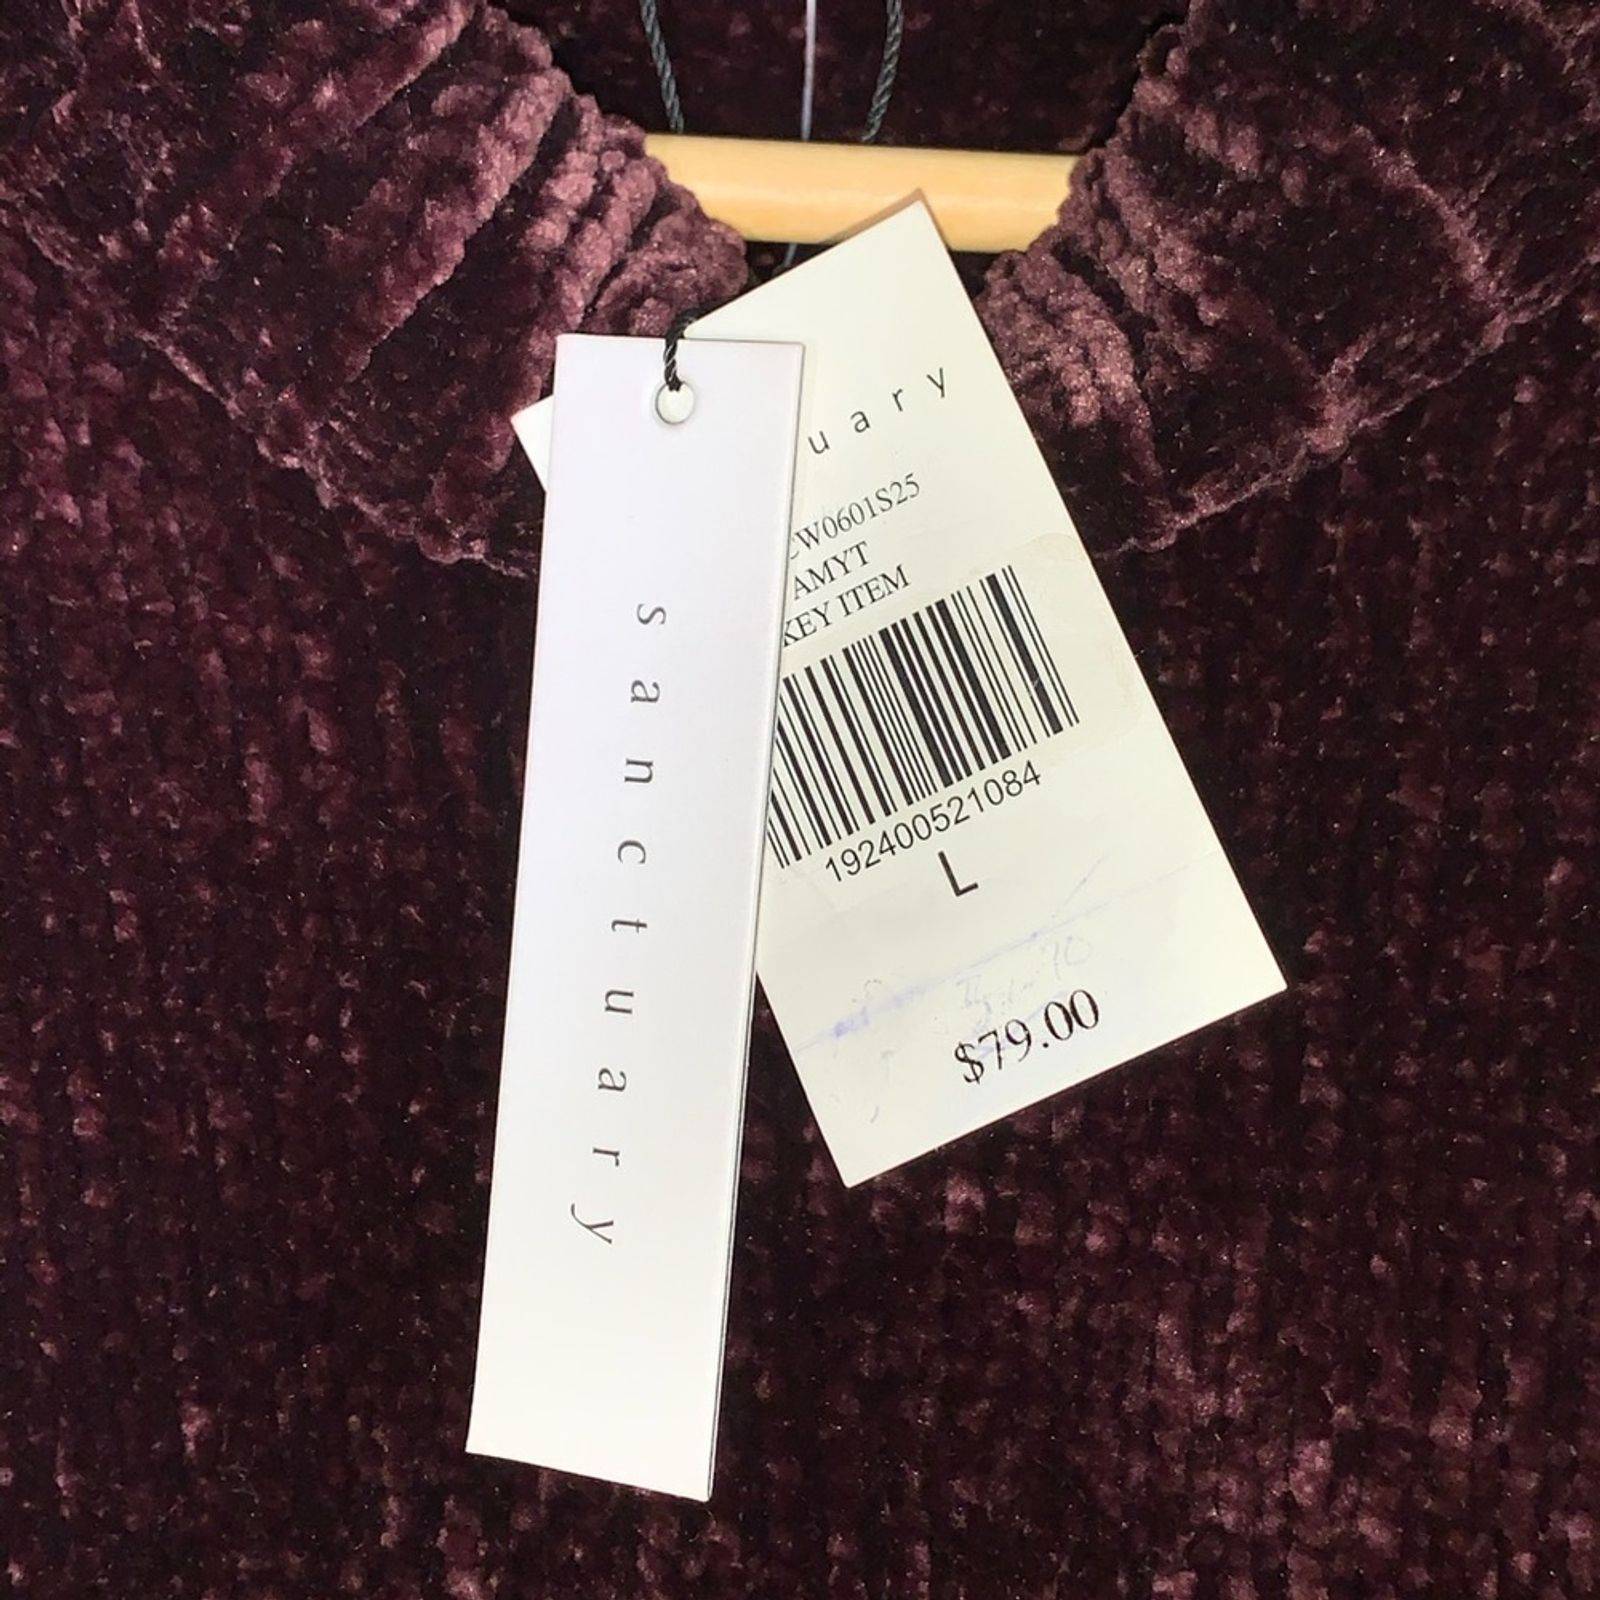 sanctuary
uary
CW0601S25
AMYT
KEY ITEM
192400521084
L
$79.00